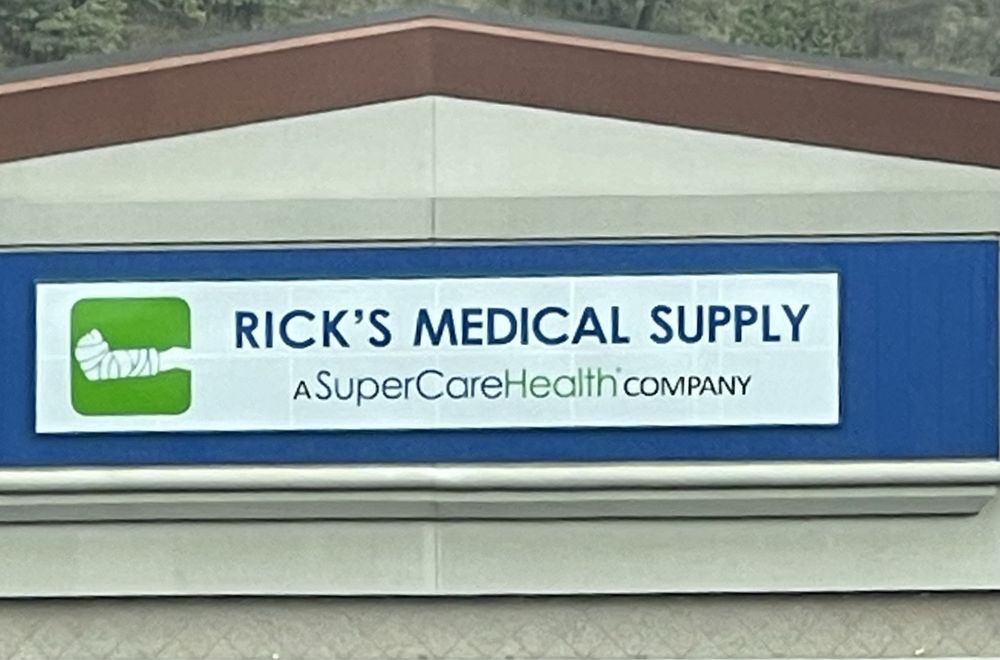 RICK'S MEDICAL SUPPLY
A SuperCareHealth® COMPANY